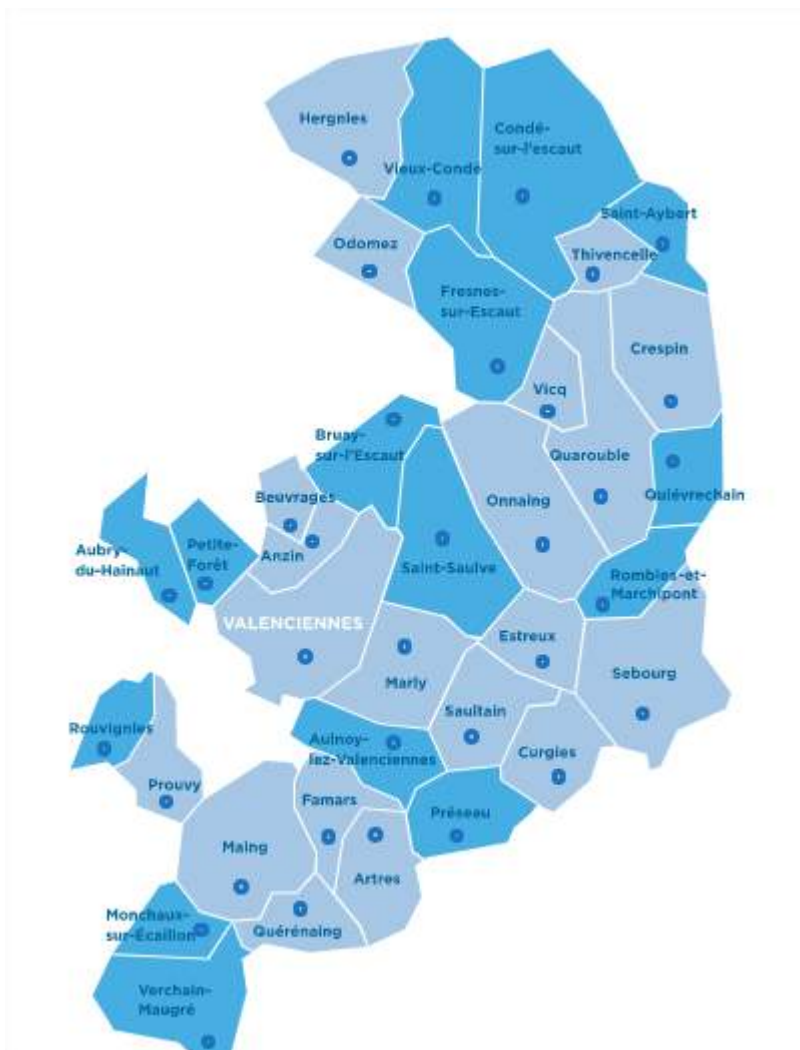 Hergnies
Condé-
sur-l'escaut
Vieux-Condé
Saint-Aybert
Odomez
Thivencelle
Fresnes-
sur-Escaut
Crespin
Vicq
Bruay-
sur-l'Escaut
Quarouble
Beuvrages
Onnaing
Quiévrechain
Petite-
Forêt
Aubry-
du-Hainaut
Anzin
Saint-Saulve
Rombies-et-
Marchipont
VALENCIENNES
Estreux
Marly
Sebourg
Saultain
Rouvignies
Aulnoy-
lez-Valenciennes
Curgies
Prouvy
Famars
Préseau
Maing
Artres
Monchaux-
sur-Écaillon
Quérénaing
Verchain-
Maugré